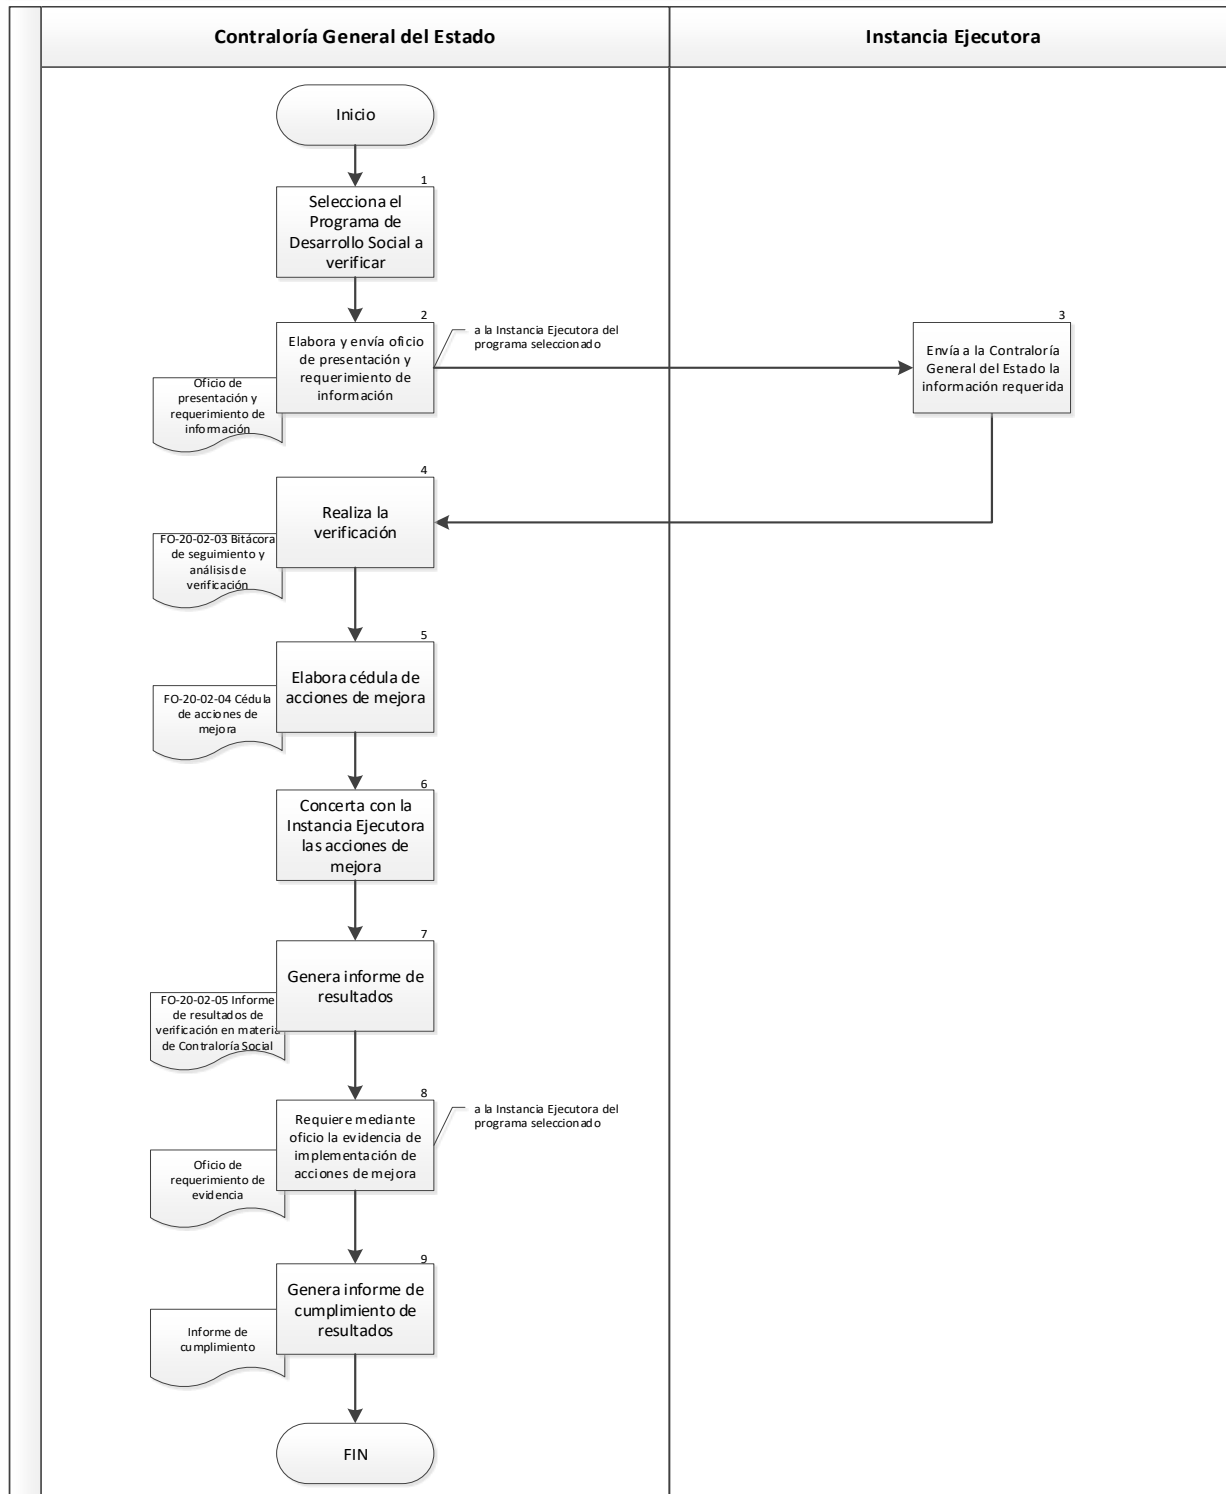 Contraloría General del Estado
Instancia Ejecutora
Inicio
1
Selecciona el
Programa de
Desarrollo Social a
verificar
2
Elabora y envía oficio
de presentación y
requerimiento de
información
a la Instancia Ejecutora del
programa seleccionado
Oficio de
presentación y
requerimiento de
información
3
Envía a la Contraloría
General del Estado la
información requerida
4
Realiza la
verificación
FO-20-02-03 Bitácora
de seguimiento y
análisis de
verificación
5
Elabora cédula de
acciones de mejora
FO-20-02-04 Cédula
de acciones de
mejora
6
Concerta con la
Instancia Ejecutora
las acciones de
mejora
7
Genera informe de
resultados
FO-20-02-05 Informe
de resultados de
verificación en materi
de Contraloría Social
8
Requiere mediante
oficio la evidencia de
implementación de
acciones de mejora
a la Instancia Ejecutora del
programa seleccionado
Oficio de
requerimiento de
evidencia
9
Genera informe de
cumplimiento de
resultados
Informe de
cumplimiento
FIN